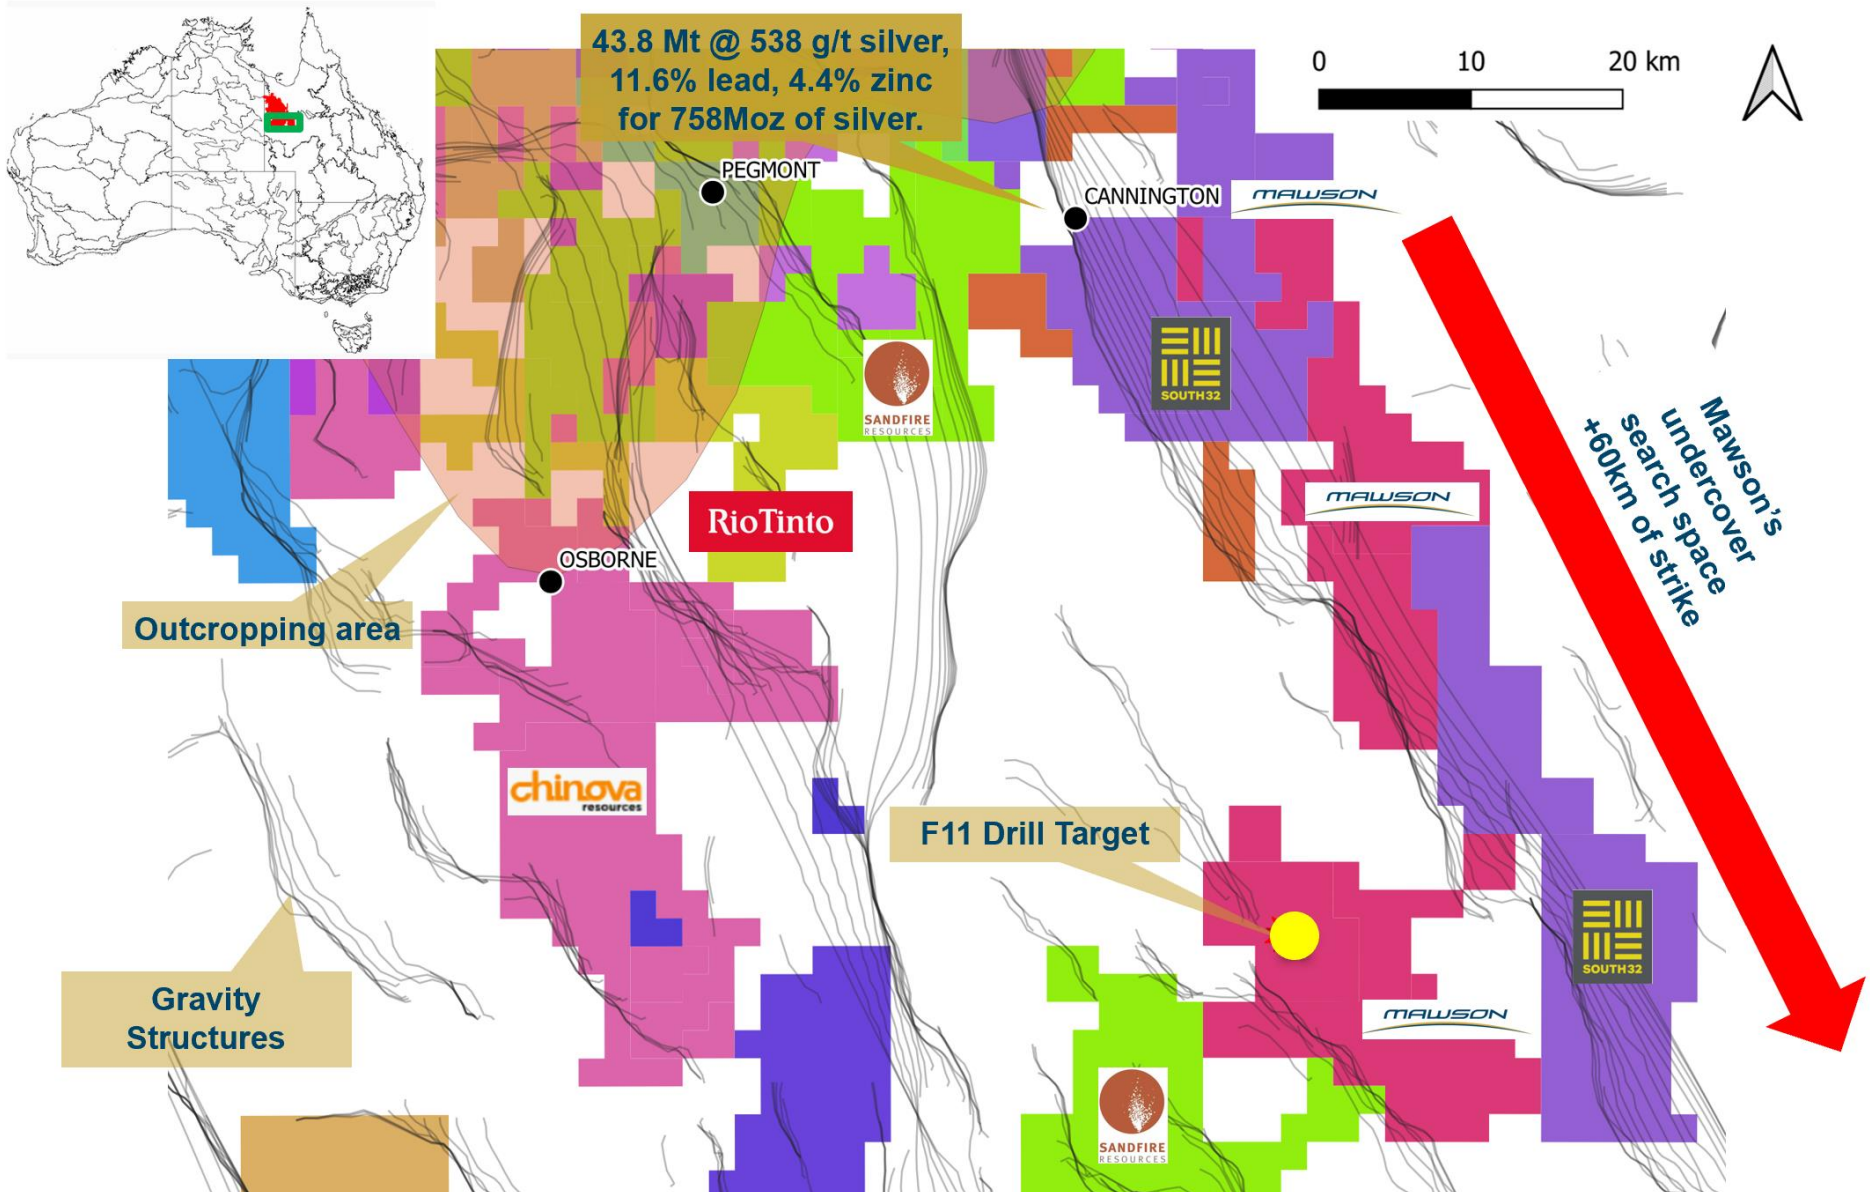 43.8 Mt @ 538 g/t silver,
11.6% lead, 4.4% zinc
for 758Moz of silver.
0 10 20 km
PEGMONT
CANNINGTON
MAWSON
SOUTH32
SANDFIRE
RESOURCES
Mawson's
undercover
search space
+60km of strike
MAWSON
RioTinto
OSBORNE
Outcropping area
chinova
resources
F11 Drill Target
SOUTH32
Gravity
Structures
MAWSON
SANDFIRE
RESOURCES